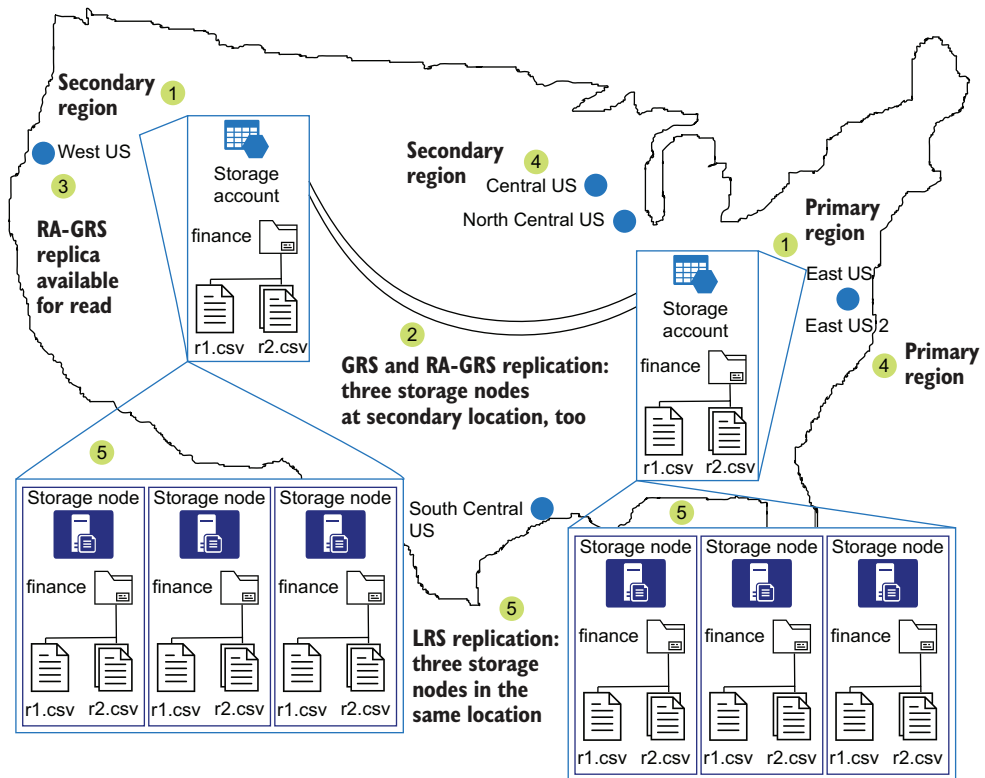 Secondary
region
1
West US
3
RA-GRS
replica
available
for read
Storage
account
finance
r1.csv r2.csv
Secondary
region
4
Central US
North Central US
Primary
region
1
East US
East US 2
4
Primary
region
Storage
account
finance
r1.csv r2.csv
2
GRS and RA-GRS replication:
three storage nodes
at secondary location, too
5
Storage node Storage node Storage node
finance finance finance
r1.csv r2.csv r1.csv r2.csv r1.csv r2.csv
South Central
US
5
LRS replication:
three storage
nodes in the
same location
5
Storage node Storage node Storage node
finance finance finance
r1.csv r2.csv r1.csv r2.csv r1.csv r2.csv